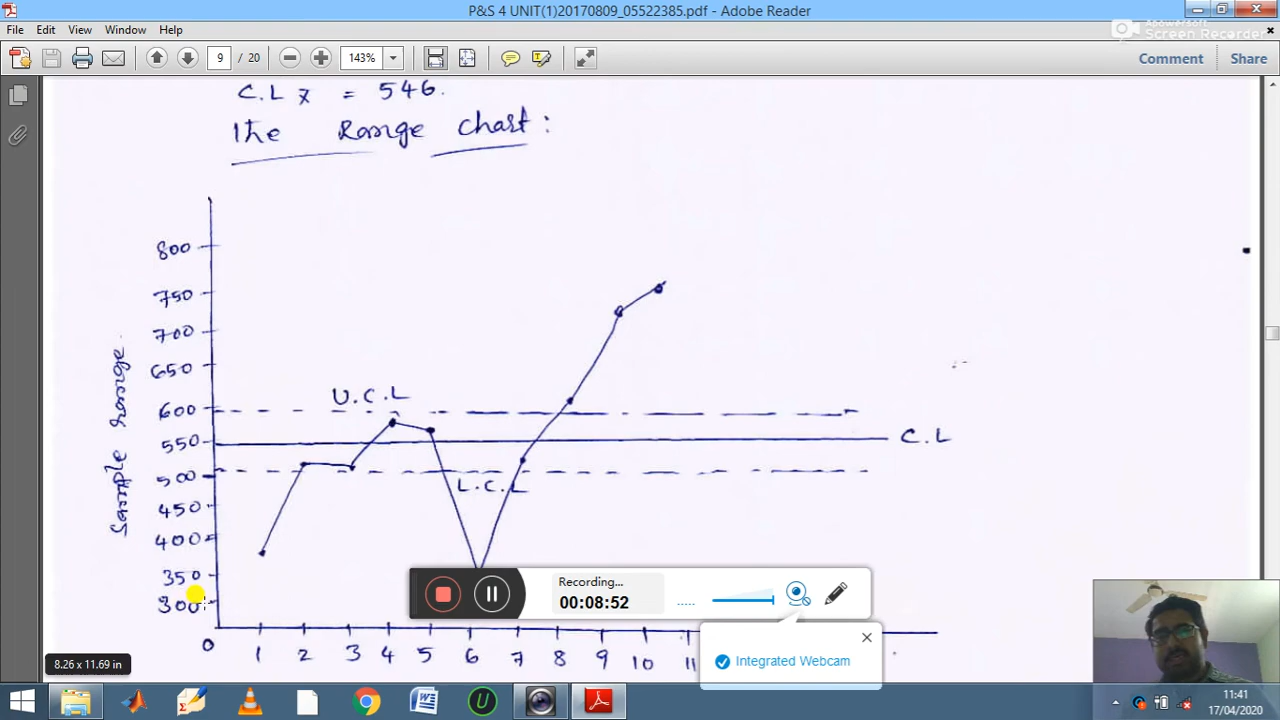 P&S 4 UNIT(1)20170809_05522385.pdf - Adobe Reader
File Edit View Window Help
Apowersoft
Screen Recorder
9 / 20
143%
Comment Share
C.L x = 546.
The Range chart:
800
750
700
650
600
550
500
450
400
350
300
0
Sample range.
U.C.L
C.L
L.C.L
1 2 3 4 5 6 7 8 9 10 11
Recording...
00:08:52
Integrated Webcam
8.26 x 11.69 in
11:41
17/04/2020